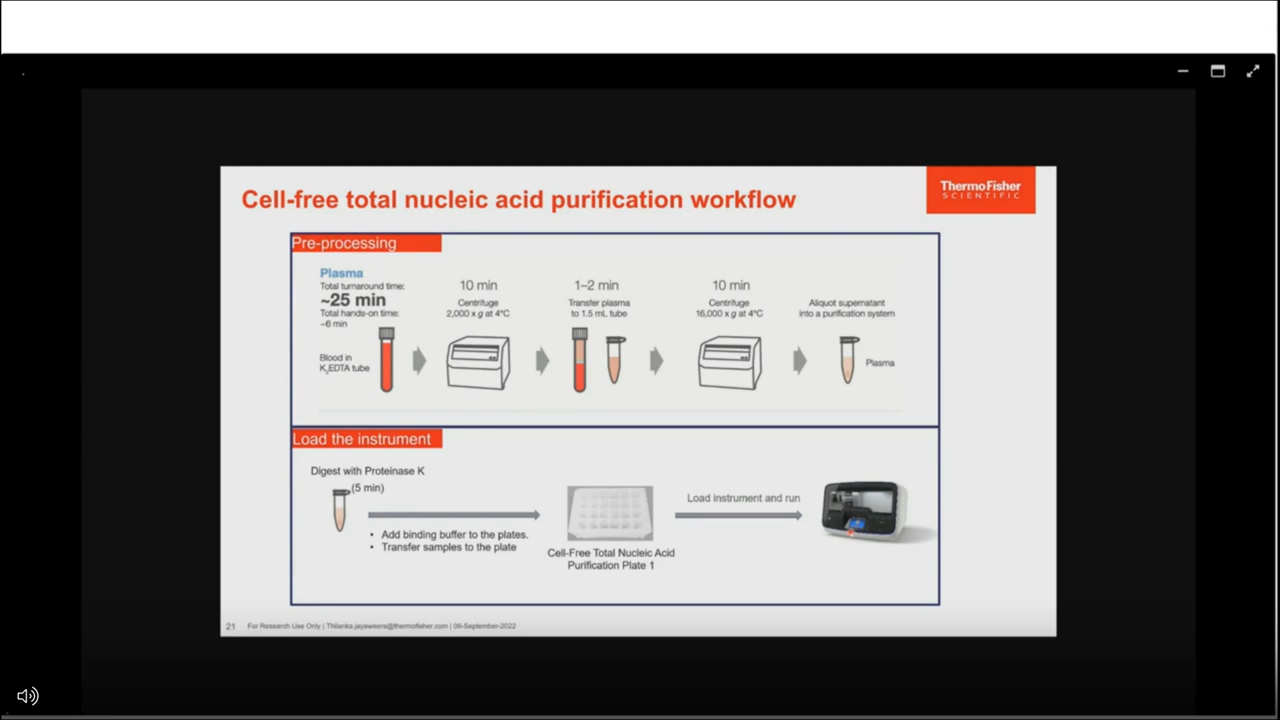 Cell-free total nucleic acid purification workflow
ThermoFisher
SCIENTIFIC
Pre-processing
Plasma
Total turnaround time:
~25 min
Total hands-on time:
~6 min
Blood in
K2EDTA tube
10 min
Centrifuge
2,000 x g at 4°C
1–2 min
Transfer plasma
to 1.5 mL tube
10 min
Centrifuge
16,000 x g at 4°C
Aliquot supernatant
into a purification system
Plasma
Load the instrument
Digest with Proteinase K
(5 min)
• Add binding buffer to the plates.
• Transfer samples to the plate
Cell-Free Total Nucleic Acid
Purification Plate 1
Load instrument and run
21 For Research Use Only | Thilanka.jayaweera@thermofisher.com | 06-September-2022